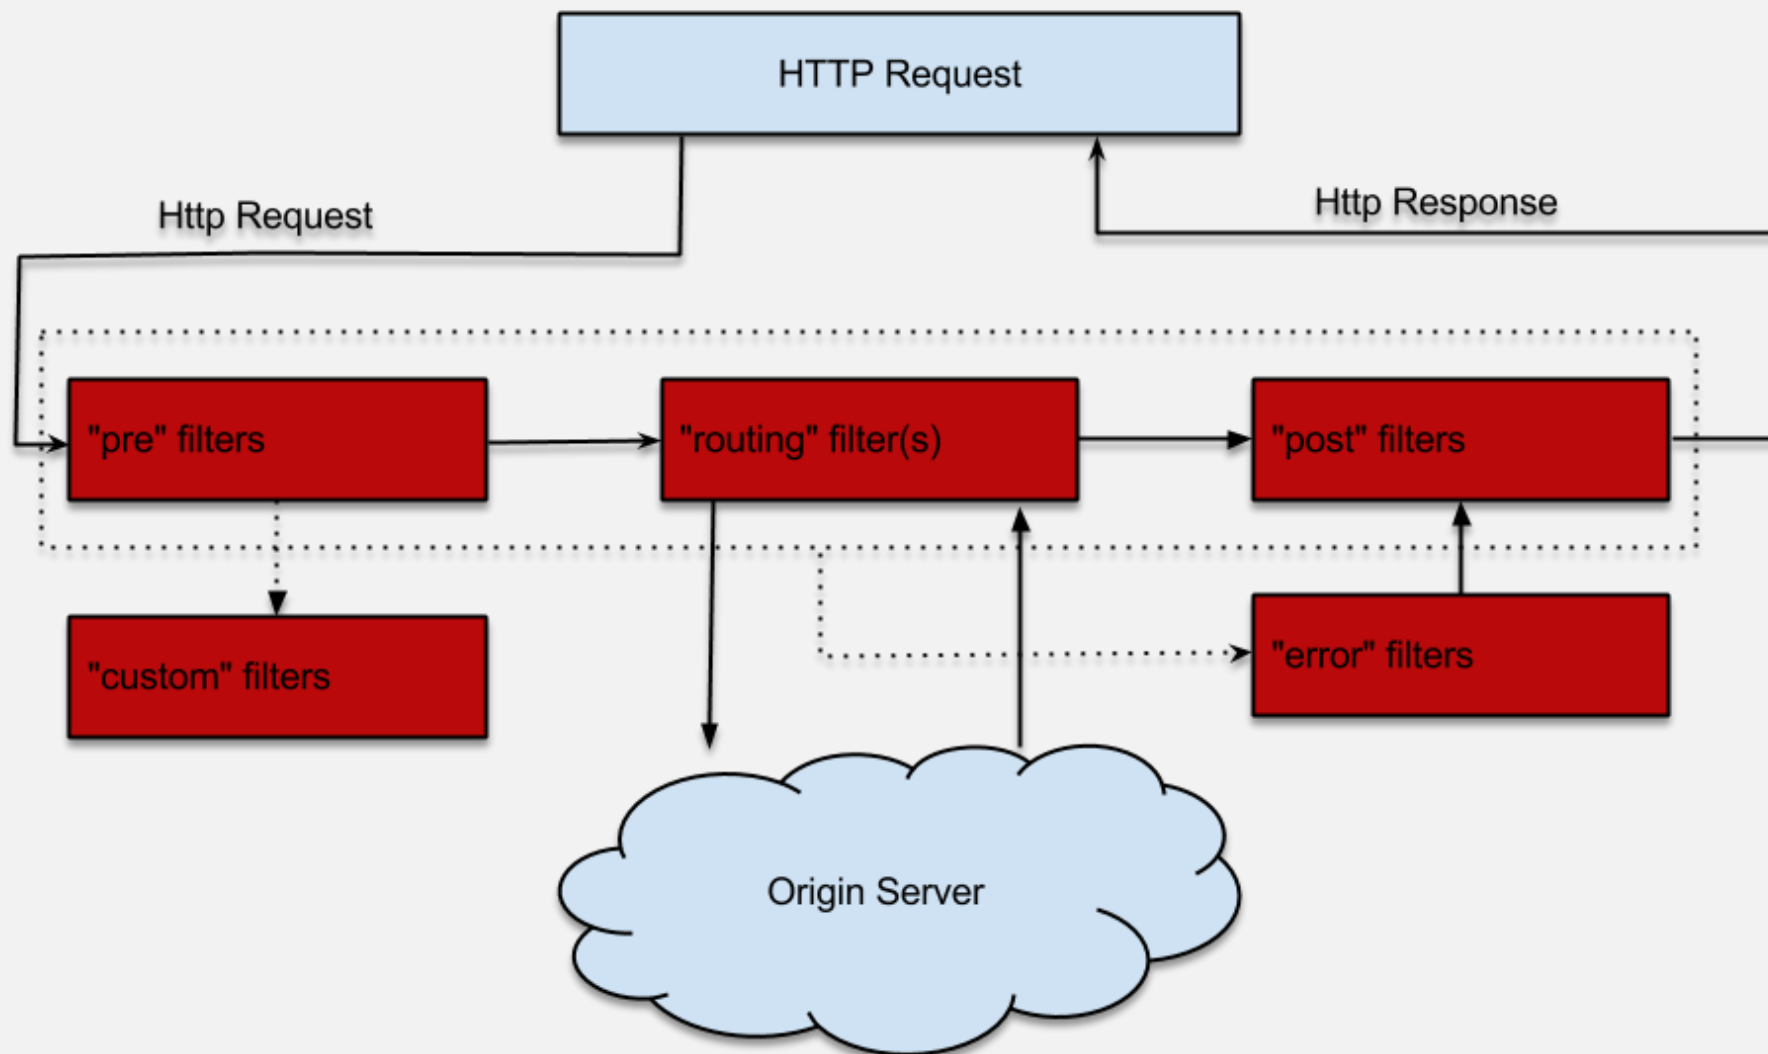 HTTP Request
Http Request
Http Response
"pre" filters
"routing" filter(s)
"post" filters
"custom" filters
"error" filters
Origin Server